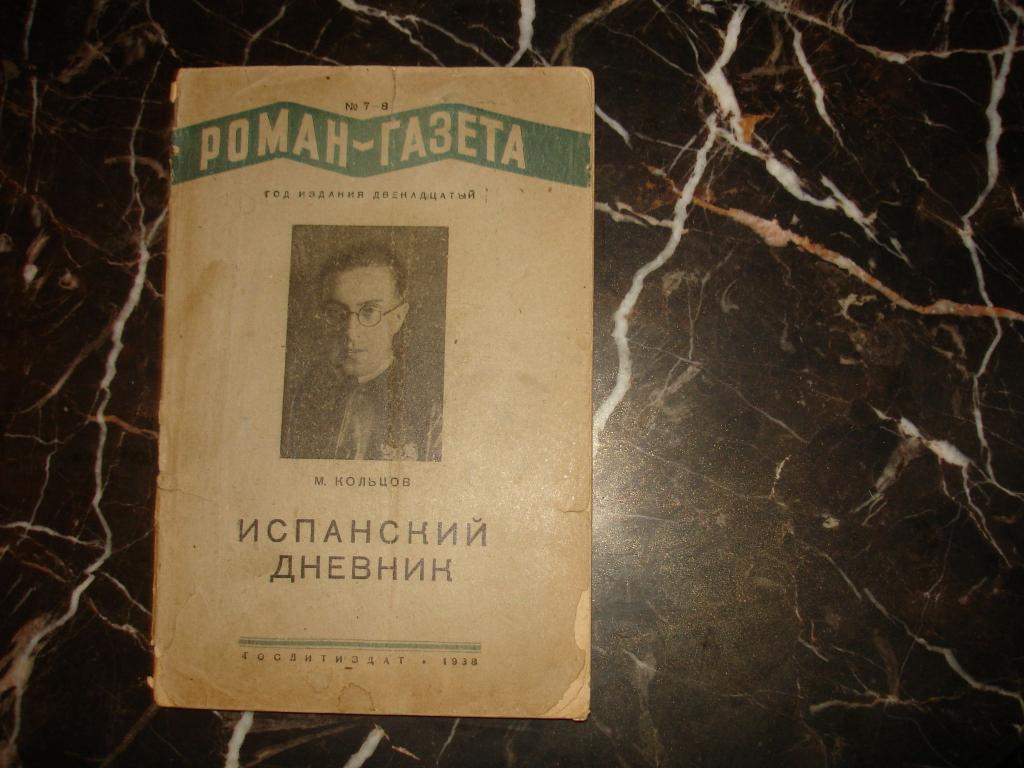 № 7-8
РОМАН-ГАЗЕТА
ГОД ИЗДАНИЯ ДВЕНАДЦАТЫЙ
М. КОЛЬЦОВ
ИСПАНСКИЙ
ДНЕВНИК
ГОСЛИТИЗДАТ • 1938